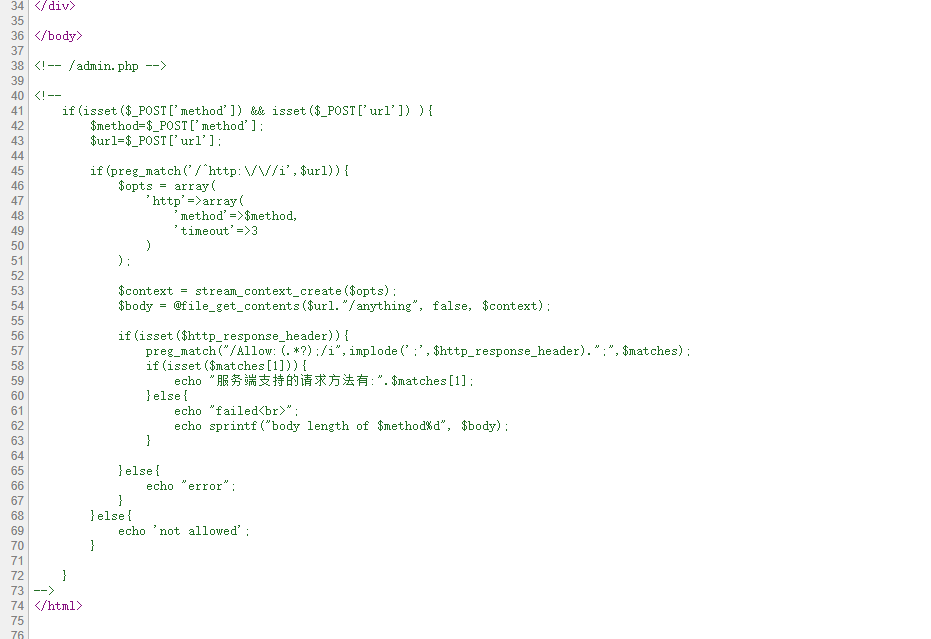 34 </div>
35
36 </body>
37
38 <!-- /admin.php -->
39
40 <!--
41     if(isset($_POST['method']) && isset($_POST['url']) ){
42         $method=$_POST['method'];
43         $url=$_POST['url'];
44
45         if(preg_match('/^http:\/\//i',$url)){
46             $opts = array(
47                 'http'=>array(
48                     'method'=>$method,
49                     'timeout'=>3
50                 )
51             );
52
53             $context = stream_context_create($opts);
54             $body = @file_get_contents($url."/anything", false, $context);
55
56             if(isset($http_response_header)){
57                 preg_match("/Allow:(.*?);/i",implode(';',$http_response_header).";",$matches);
58                 if(isset($matches[1])){
59                     echo "服务端支持的请求方法有:".$matches[1];
60                 }else{
61                     echo "failed<br>";
62                     echo sprintf("body length of $method%d", $body);
63                 }
64
65             }else{
66                 echo "error";
67             }
68         }else{
69             echo 'not allowed';
70         }
71
72     }
73 -->
74 </html>
75
76